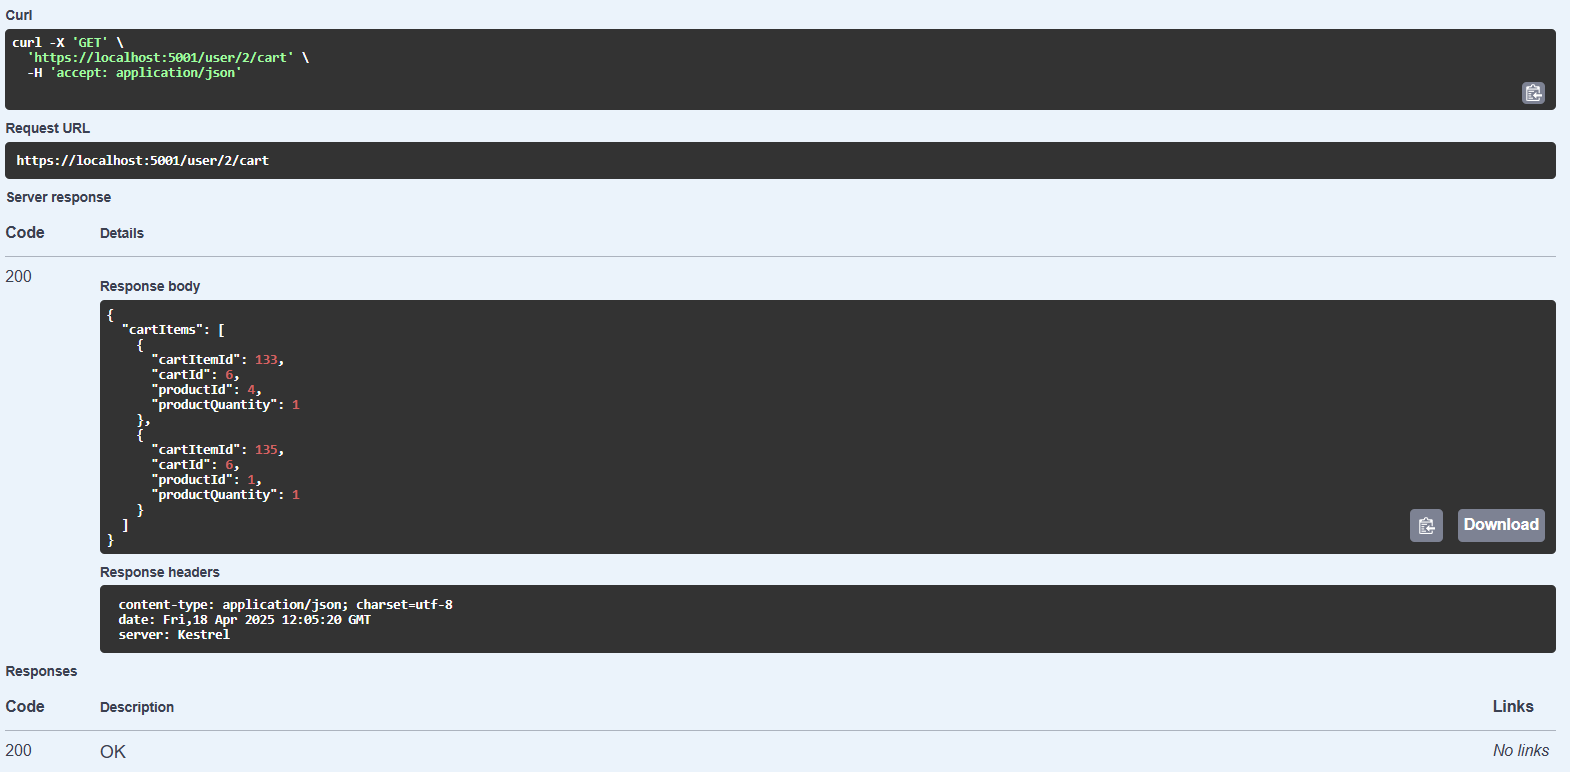 Curl
curl -X 'GET' \
  'https://localhost:5001/user/2/cart' \
  -H 'accept: application/json'
Request URL
https://localhost:5001/user/2/cart
Server response
Code Details
200
Response body
{
  "cartItems": [
    {
      "cartItemId": 133,
      "cartId": 6,
      "productId": 4,
      "productQuantity": 1
    },
    {
      "cartItemId": 135,
      "cartId": 6,
      "productId": 1,
      "productQuantity": 1
    }
  ]
}
Download
Response headers
content-type: application/json; charset=utf-8
date: Fri,18 Apr 2025 12:05:20 GMT
server: Kestrel
Responses
Code Description Links
200 OK No links